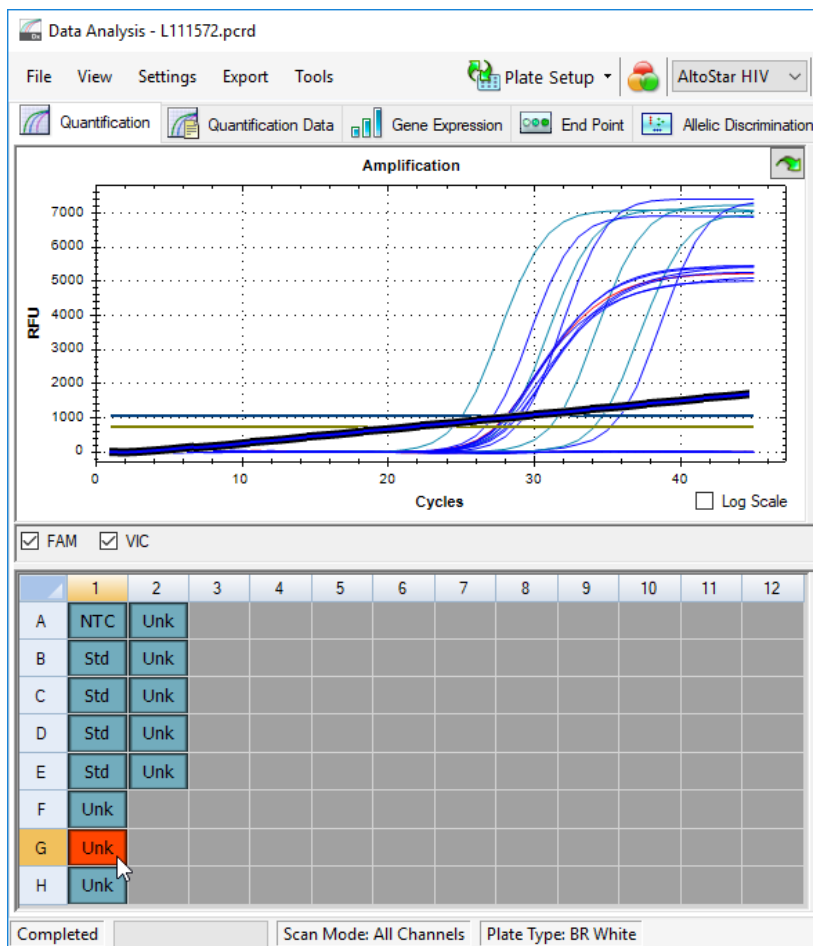 Data Analysis - L111572.pcrd
File View Settings Export Tools Plate Setup AltoStar HIV
Quantification Quantification Data Gene Expression End Point Allelic Discrimination
Amplification
7000
6000
5000
4000
3000
2000
1000
0
RFU
0 10 20 30 40
Cycles
Log Scale
FAM VIC
1 2 3 4 5 6 7 8 9 10 11 12
A NTC Unk
B Std Unk
C Std Unk
D Std Unk
E Std Unk
F Unk
G Unk
H Unk
Completed Scan Mode: All Channels Plate Type: BR White